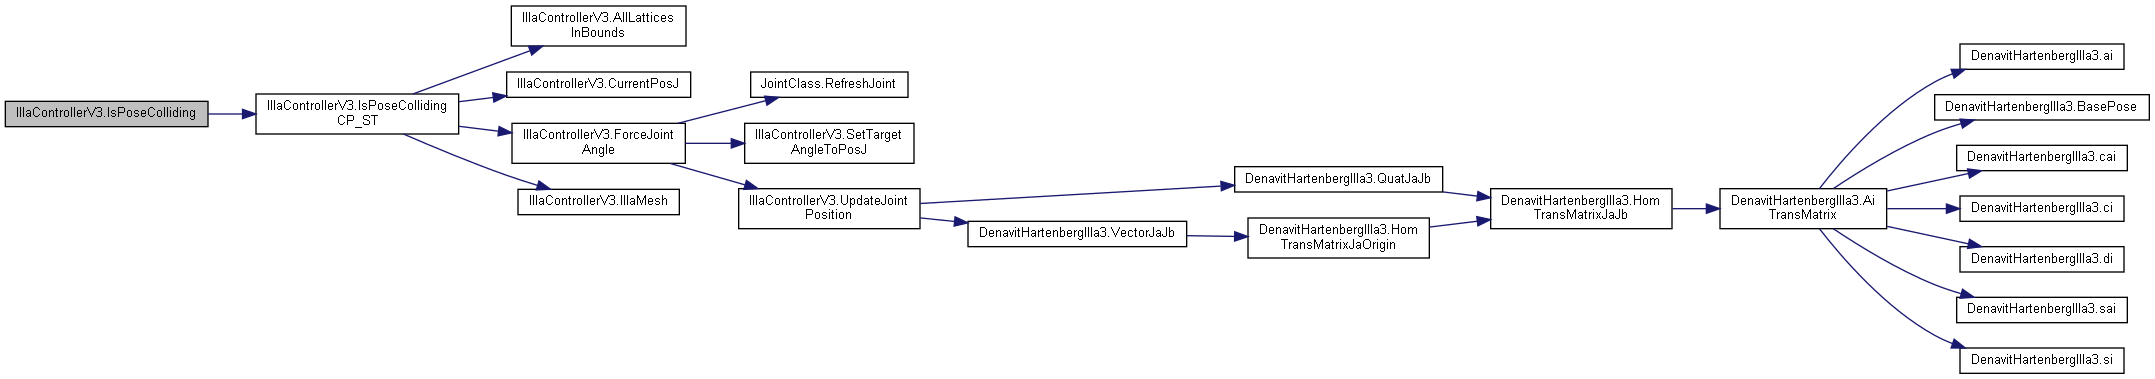 IllaControllerV3.IsPoseColliding
IllaControllerV3.IsPoseColliding
CP_ST
IllaControllerV3.AllLattices
InBounds
IllaControllerV3.CurrentPosJ
IllaControllerV3.ForceJoint
Angle
IllaControllerV3.IllaMesh
JointClass.RefreshJoint
IllaControllerV3.SetTarget
AngleToPosJ
IllaControllerV3.UpdateJoint
Position
DenavitHartenbergIlla3.QuatJaJb
DenavitHartenbergIlla3.VectorJaJb
DenavitHartenbergIlla3.Hom
TransMatrixJaOrigin
DenavitHartenbergIlla3.Hom
TransMatrixJaJb
DenavitHartenbergIlla3.Ai
TransMatrix
DenavitHartenbergIlla3.ai
DenavitHartenbergIlla3.BasePose
DenavitHartenbergIlla3.cai
DenavitHartenbergIlla3.ci
DenavitHartenbergIlla3.di
DenavitHartenbergIlla3.sai
DenavitHartenbergIlla3.si